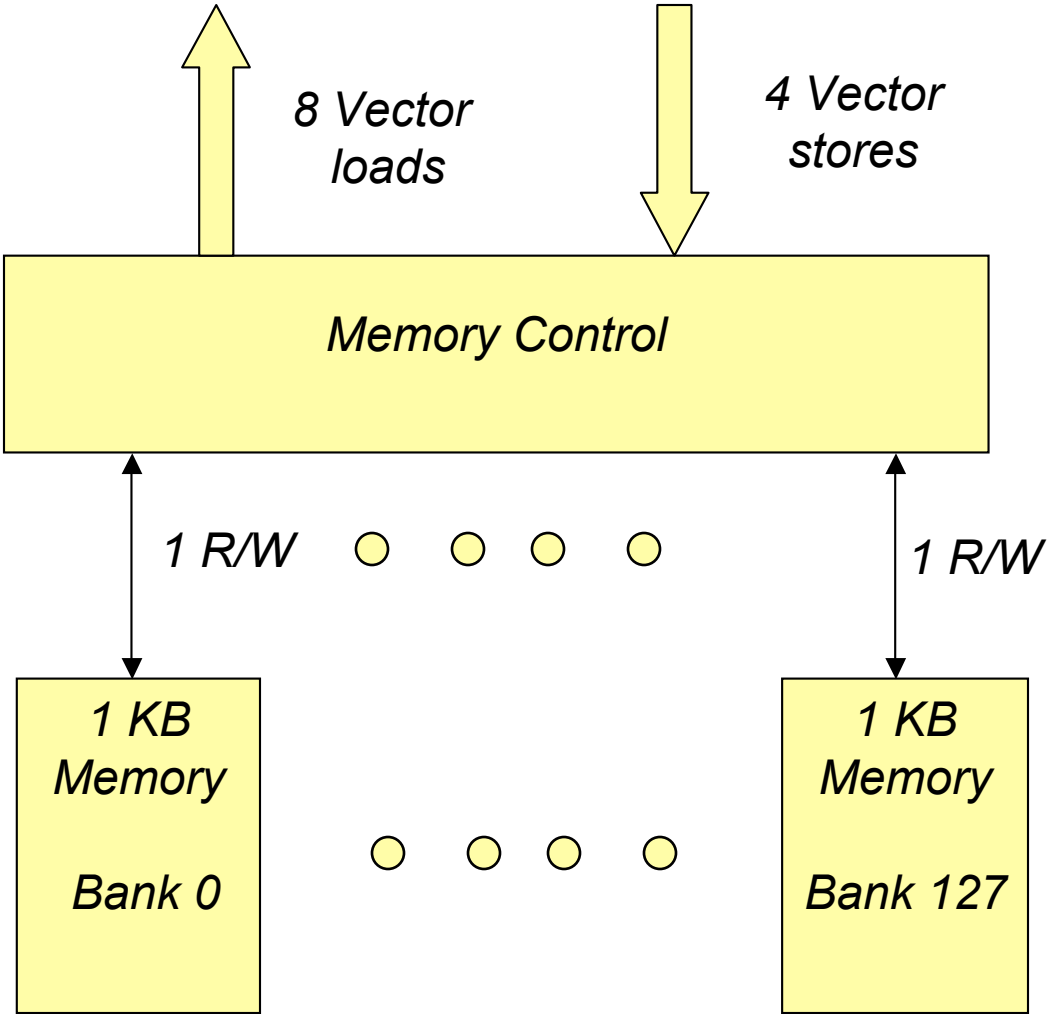 8 Vector
loads
4 Vector
stores
Memory Control
1 R/W
1 R/W
1 KB
Memory
Bank 0
1 KB
Memory
Bank 127